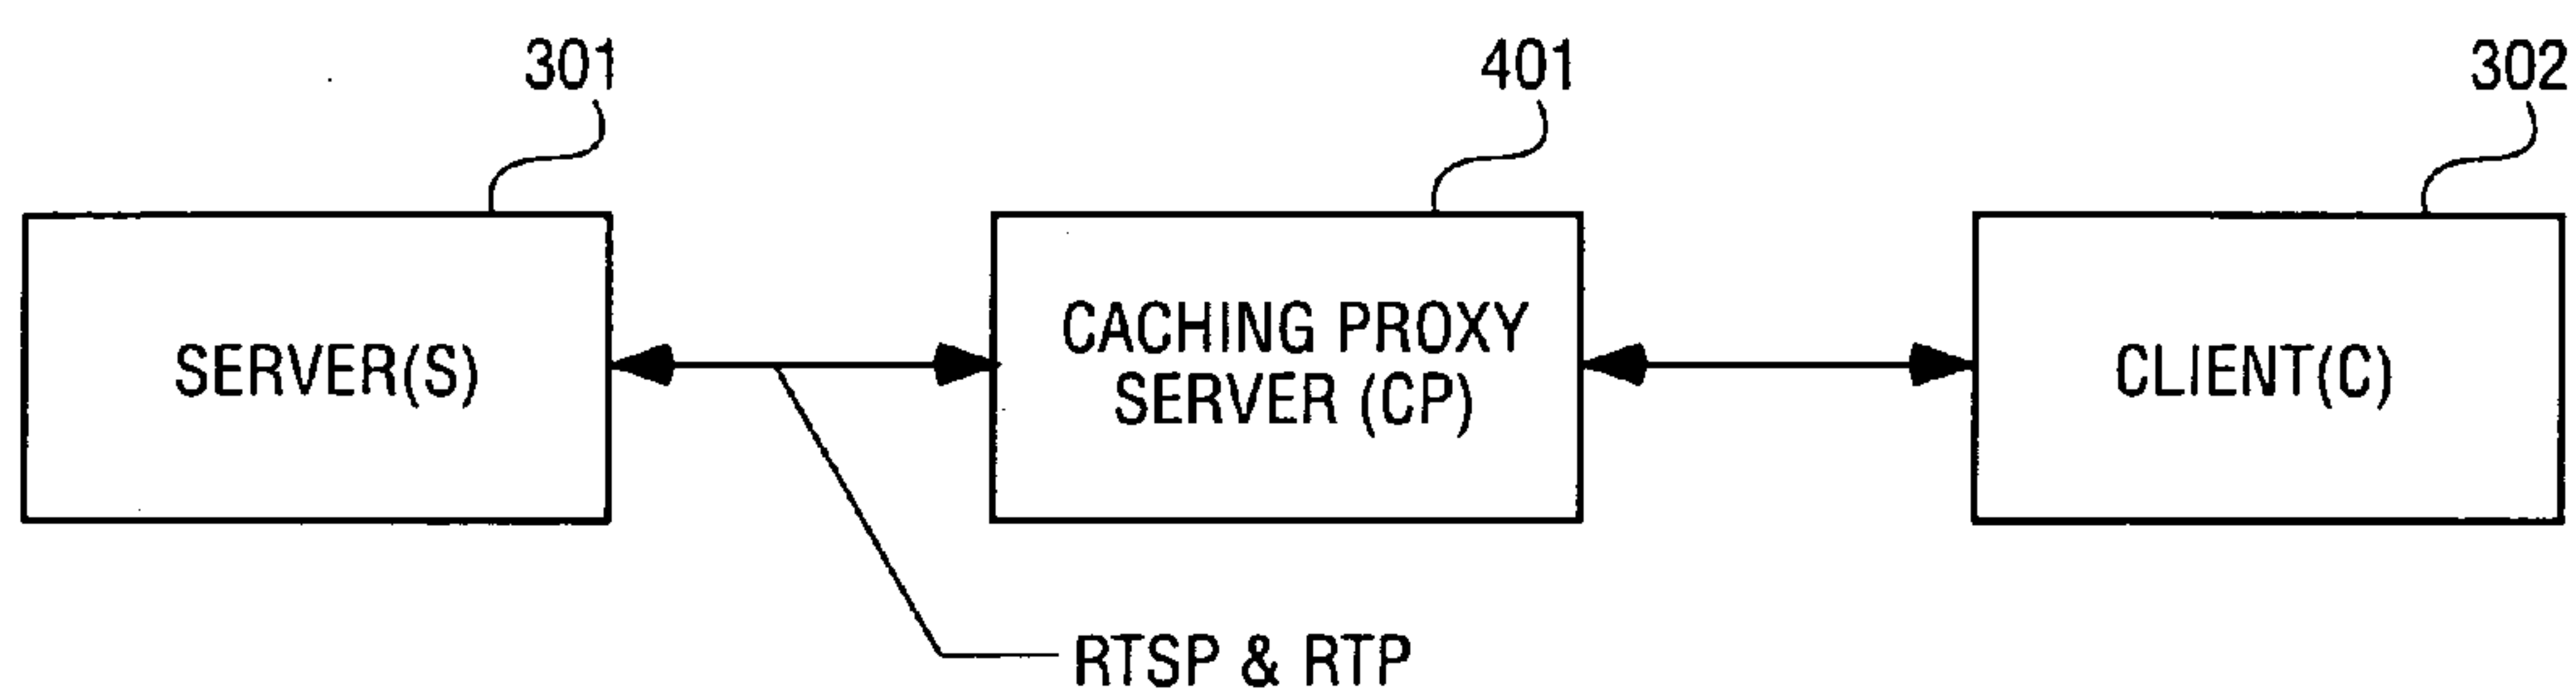 301
401
302
SERVER(S)
CACHING PROXY
SERVER (CP)
CLIENT(C)
RTSP & RTP